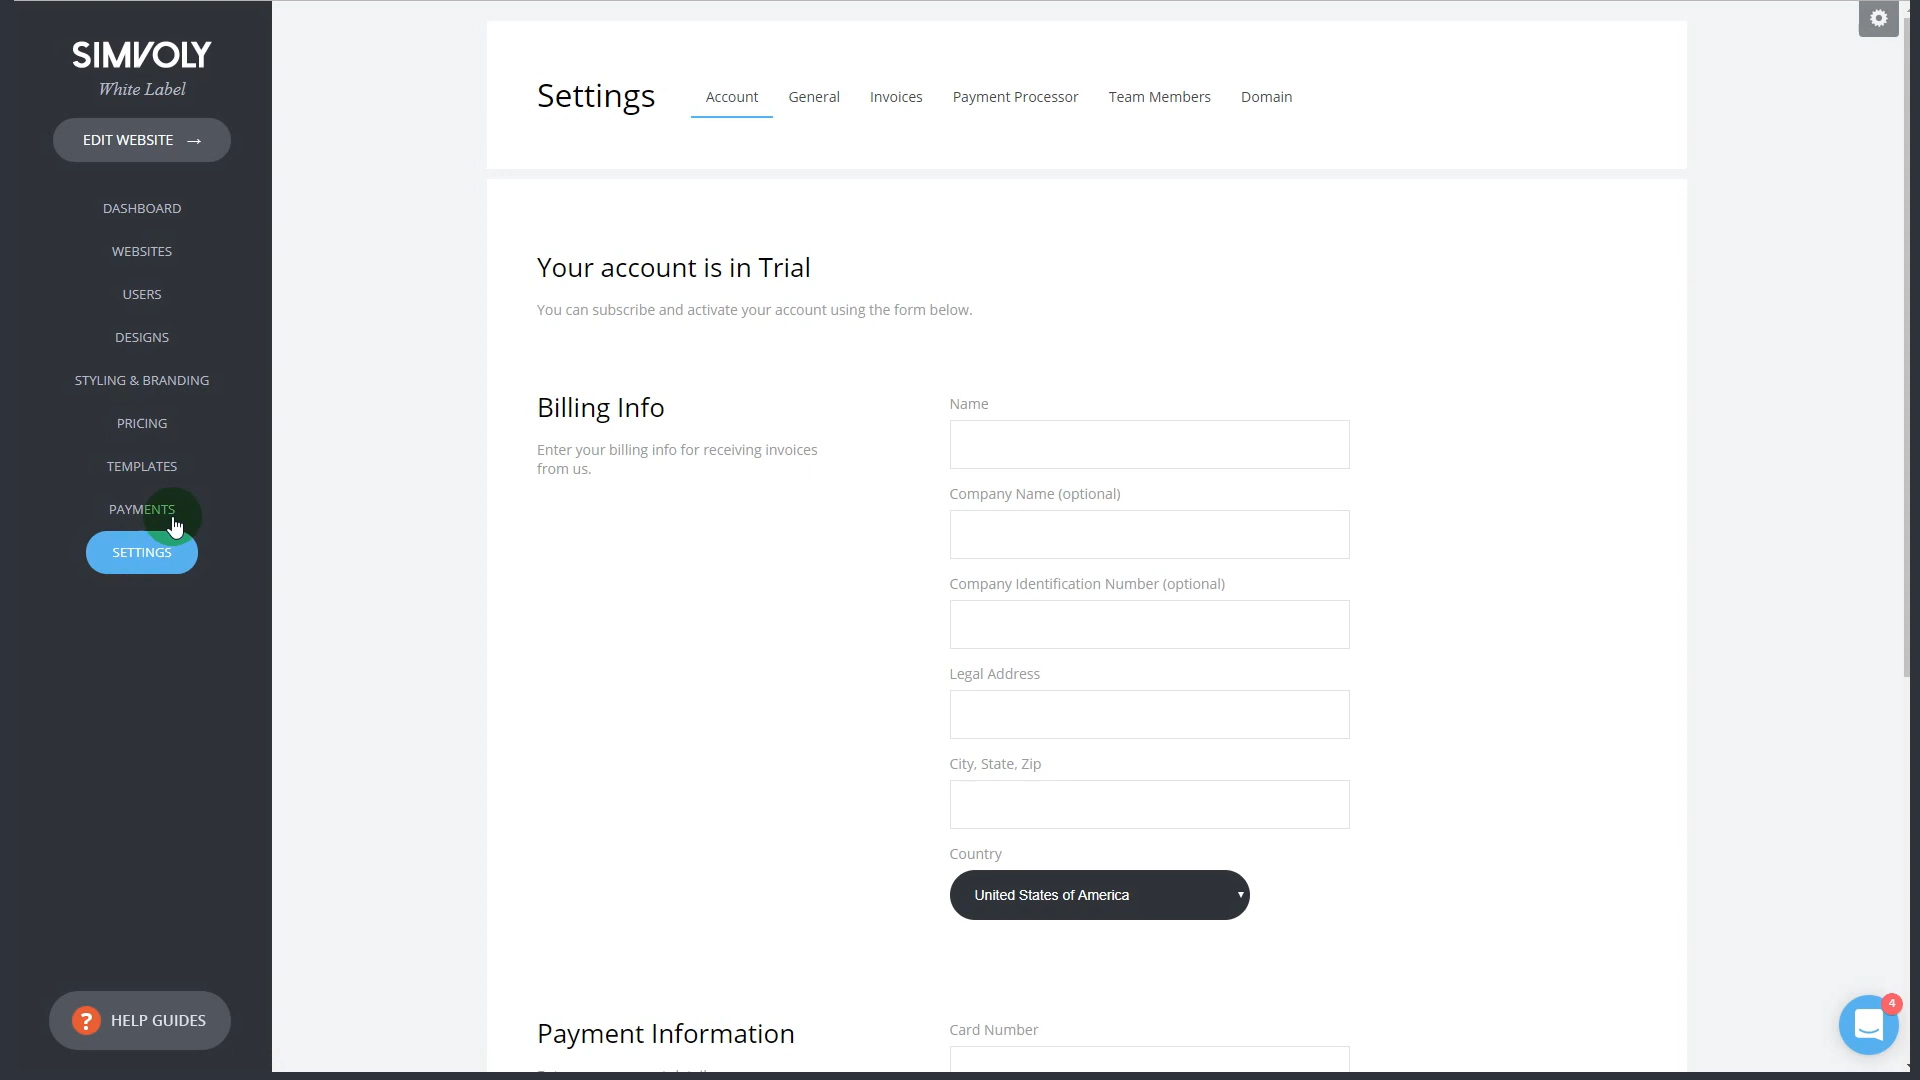 SIMVOLY
White Label
EDIT WEBSITE →
DASHBOARD
WEBSITES
USERS
DESIGNS
STYLING & BRANDING
PRICING
TEMPLATES
PAYMENTS
SETTINGS
? HELP GUIDES
Settings
Account General Invoices Payment Processor Team Members Domain
Your account is in Trial
You can subscribe and activate your account using the form below.
Billing Info
Enter your billing info for receiving invoices
from us.
Name
Company Name (optional)
Company Identification Number (optional)
Legal Address
City, State, Zip
Country
United States of America
Payment Information
Card Number
4